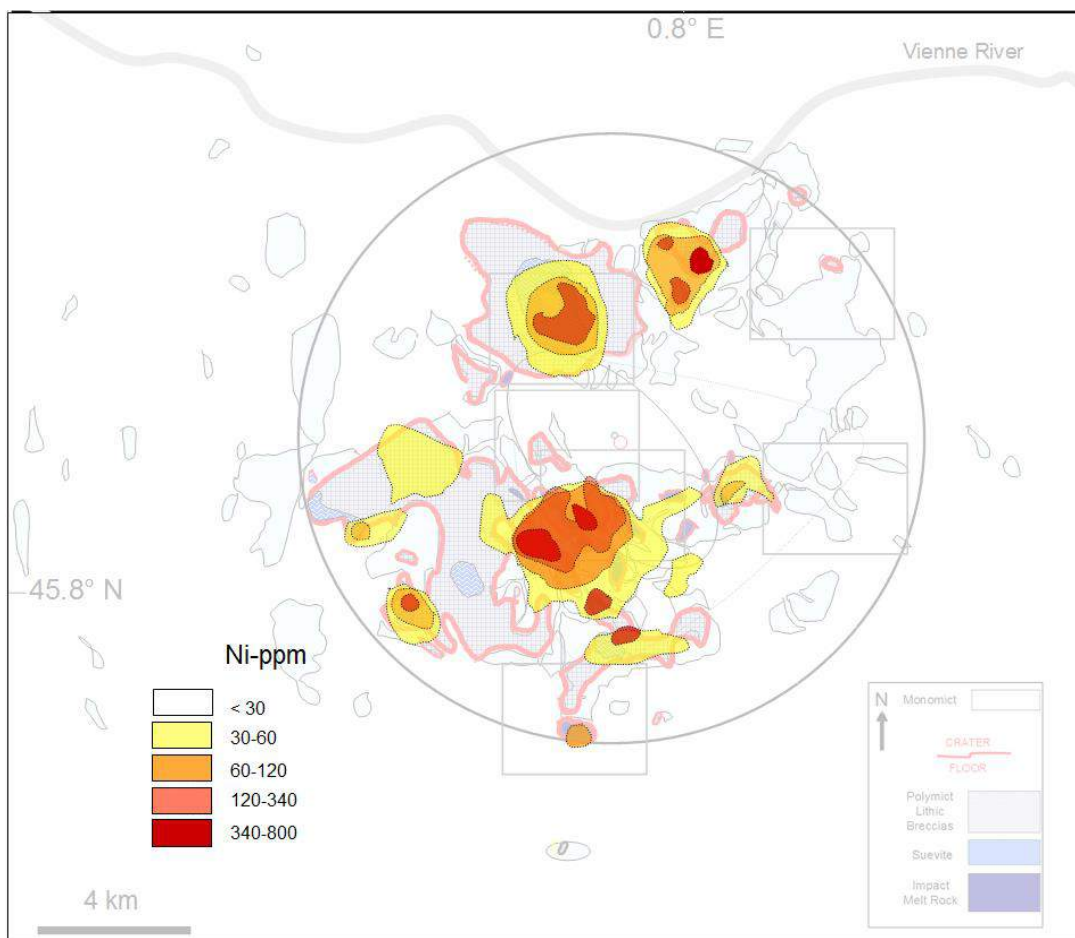 0.8° E
Vienne River
45.8° N
Ni-ppm
< 30
30-60
60-120
120-340
340-800
4 km
N
Monomict
CRATER
FLOOR
Polymict
Lithic
Breccias
Suevite
Impact
Melt Rock